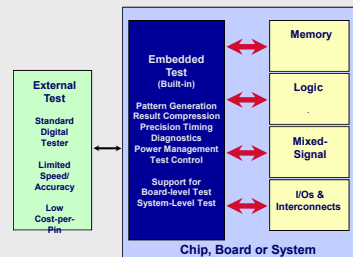 External
Test
Standard
Digital
Tester
Limited
Speed/
Accuracy
Low
Cost-per-
Pin
Embedded
Test
(Built-in)
Pattern Generation
Result Compression
Precision Timing
Diagnostics
Power Management
Test Control
Support for
Board-level Test
System-Level Test
Memory
Logic
.
Mixed-
Signal
I/Os &
Interconnects
Chip, Board or System